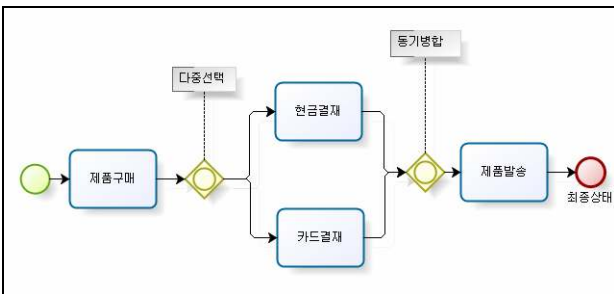 동기병합
다중선택
현금결재
제품구매
제품발송
최종상태
카드결재